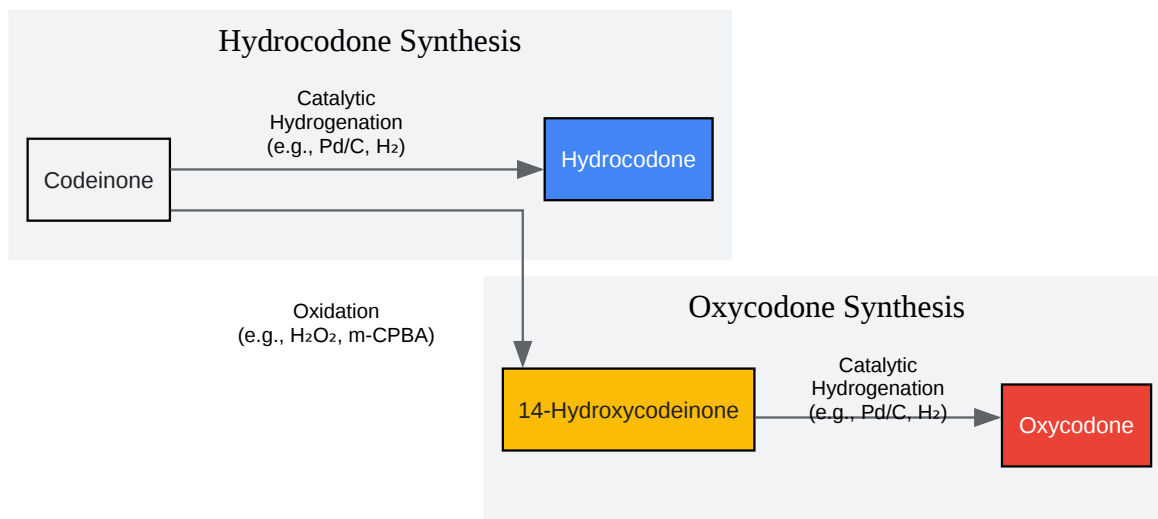 Hydrocodone Synthesis
Catalytic
Hydrogenation
(e.g., Pd/C, H₂)
Codeinone
Hydrocodone
Oxidation
(e.g., H₂O₂, m-CPBA)
Oxycodone Synthesis
14-Hydroxycodeinone
Catalytic
Hydrogenation
(e.g., Pd/C, H₂)
Oxycodone